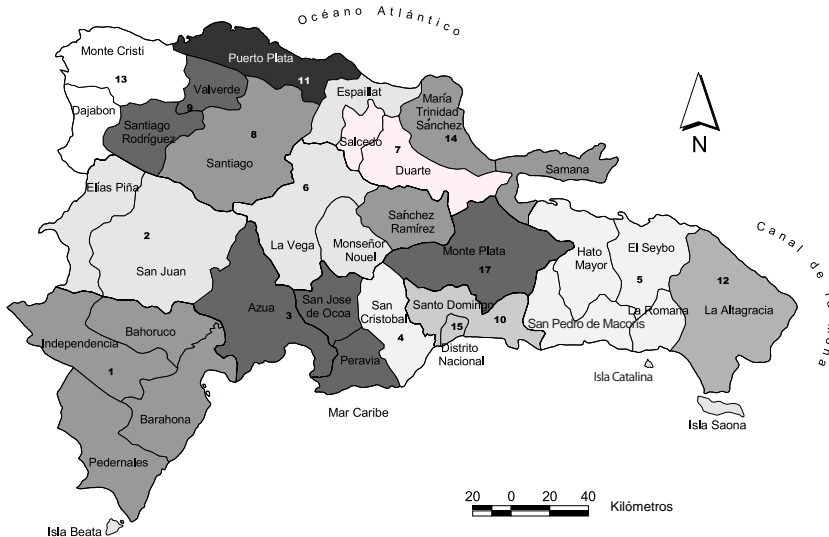 Océano Atlántico
Monte Cristi
13
Puerto Plata
11
Valverde
9
Dajabon
Santiago
Rodríguez
8
Santiago
Espaillat
María
Trinidad
Sánchez
14
Salcedo
7
Duarte
Samana
N
Elías Piña
2
San Juan
6
La Vega
Monseñor
Nouel
Sánchez
Ramírez
Monte Plata
17
Hato
Mayor
El Seybo
5
12
La Altagracia
Canal de la Mona
Azua
3
San Jose
de Ocoa
San
Cristobal
4
Santo Domingo
15
10
Distrito
Nacional
San Pedro de Macoris
La Romana
Bahoruco
Independencia
1
Peravia
Barahona
Pedernales
Isla Catalina
Isla Saona
Mar Caribe
Isla Beata
20 0 20 40 Kilómetros